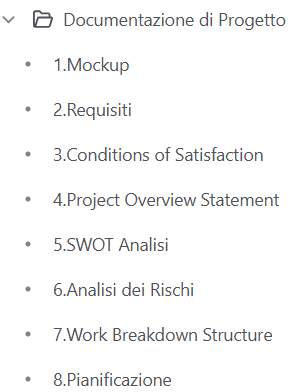 Documentazione di Progetto
1.Mockup
2.Requisiti
3.Conditions of Satisfaction
4.Project Overview Statement
5.SWOT Analisi
6.Analisi dei Rischi
7.Work Breakdown Structure
8.Pianificazione